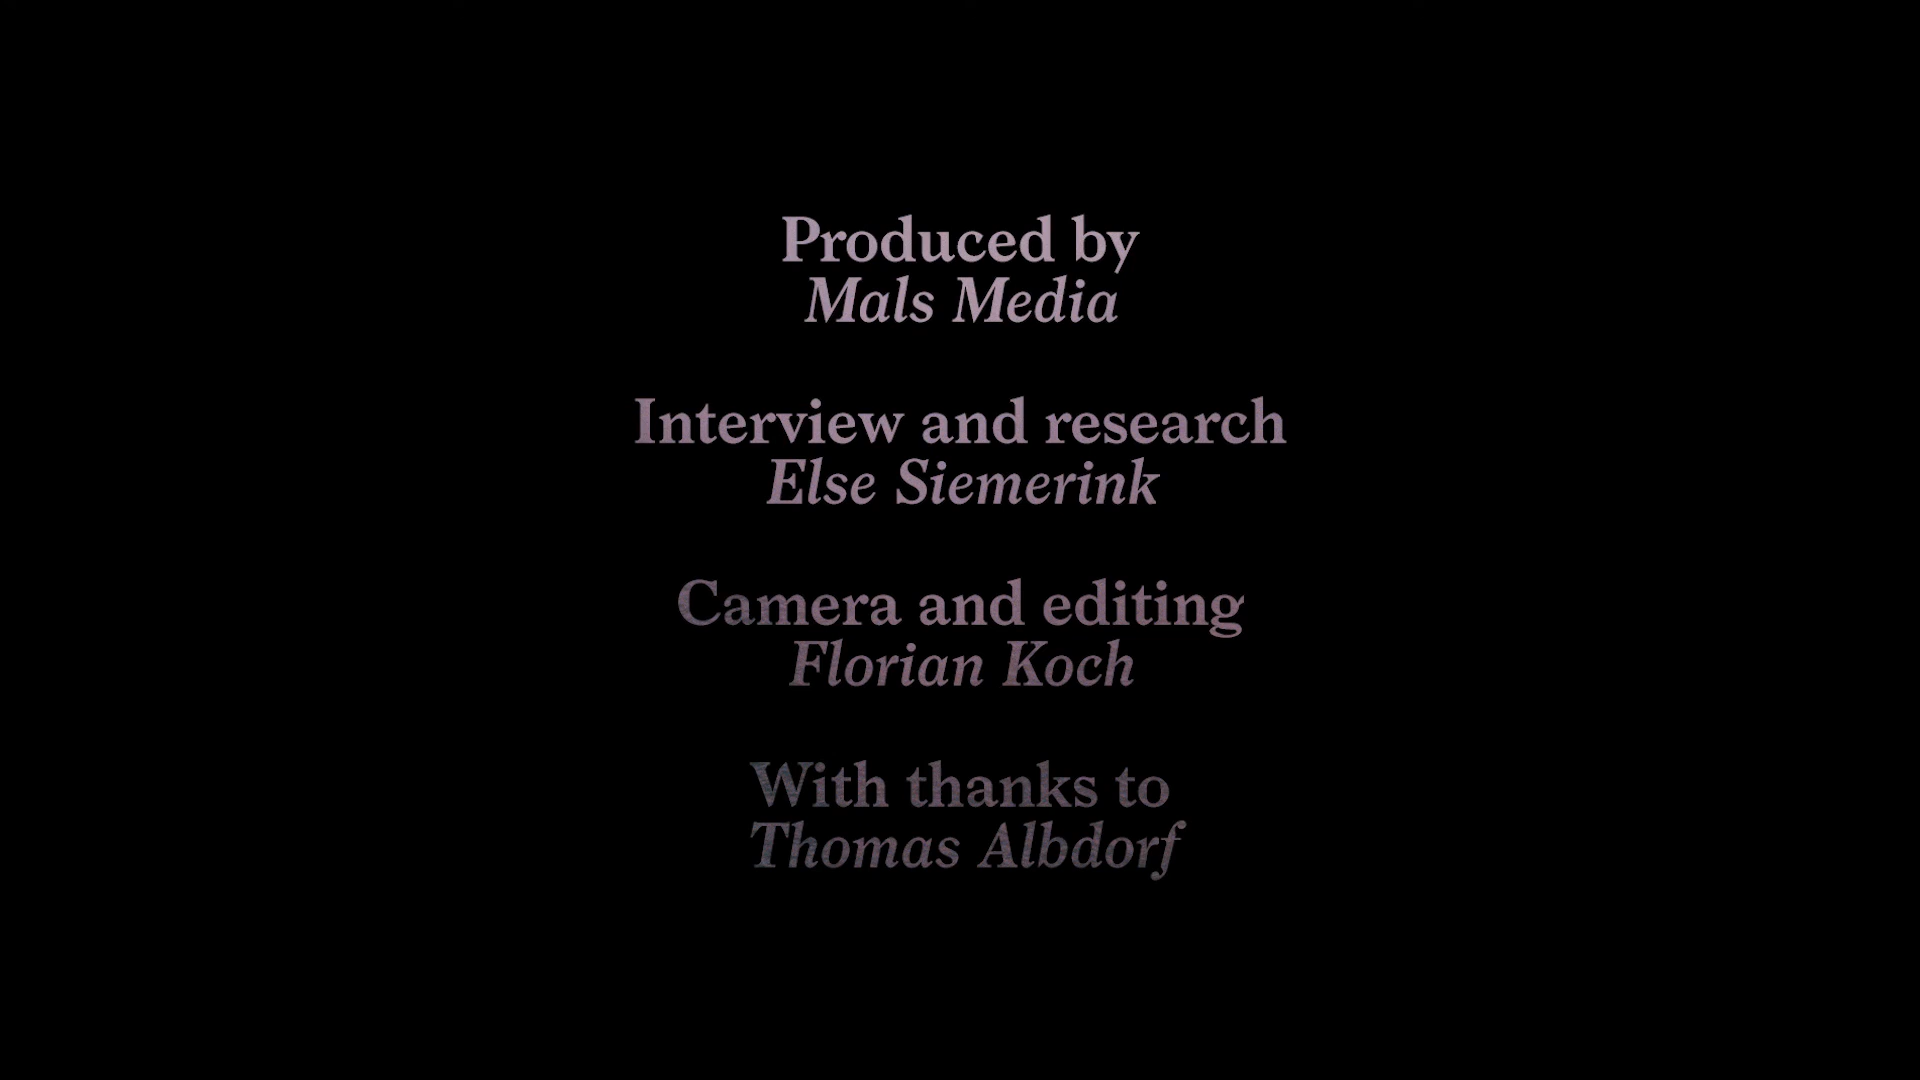 Produced by
Mals Media
Interview and research
Else Siemerink
Camera and editing
Florian Koch
With thanks to
Thomas Albdorf